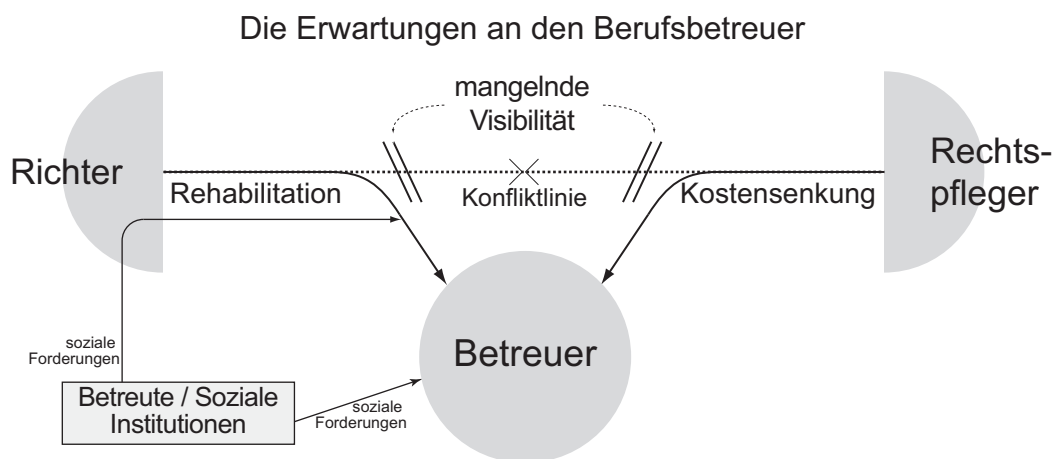 Die Erwartungen an den Berufsbetreuer
mangelnde
Visibilität
Richter
Rechts-
pfleger
Rehabilitation
Konfliktlinie
Kostensenkung
soziale
Forderungen
Betreuer
Betreute / Soziale
Institutionen
soziale
Forderungen